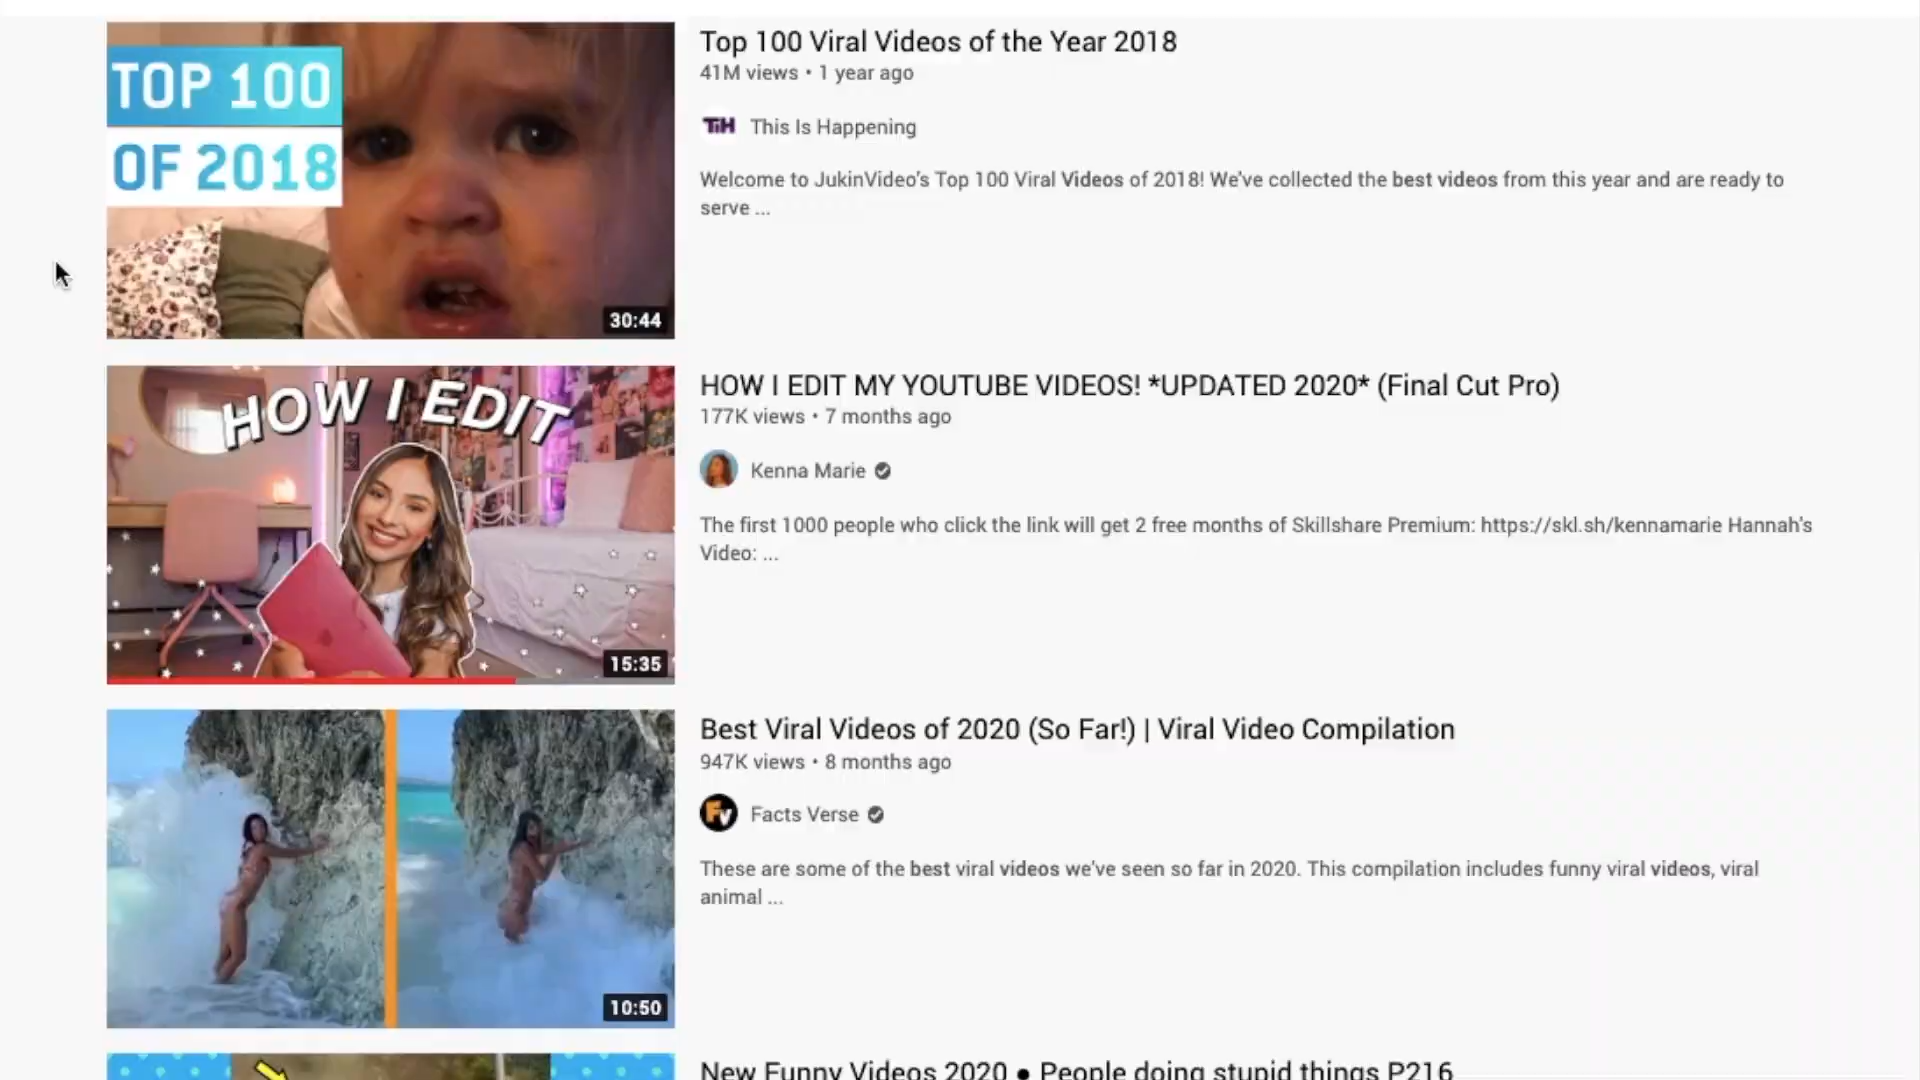 TOP 100
OF 2018
30:44
Top 100 Viral Videos of the Year 2018
41M views • 1 year ago
TiH This Is Happening
Welcome to JukinVideo's Top 100 Viral Videos of 2018! We've collected the best videos from this year and are ready to
serve ...
HOW I EDIT
15:35
HOW I EDIT MY YOUTUBE VIDEOS! *UPDATED 2020* (Final Cut Pro)
177K views • 7 months ago
Kenna Marie
The first 1000 people who click the link will get 2 free months of Skillshare Premium: https://skl.sh/kennamarie Hannah's
Video: ...
10:50
Best Viral Videos of 2020 (So Far!) | Viral Video Compilation
947K views • 8 months ago
FV Facts Verse
These are some of the best viral videos we've seen so far in 2020. This compilation includes funny viral videos, viral
animal ...
New Funny Videos 2020 ● People doing stupid things P216